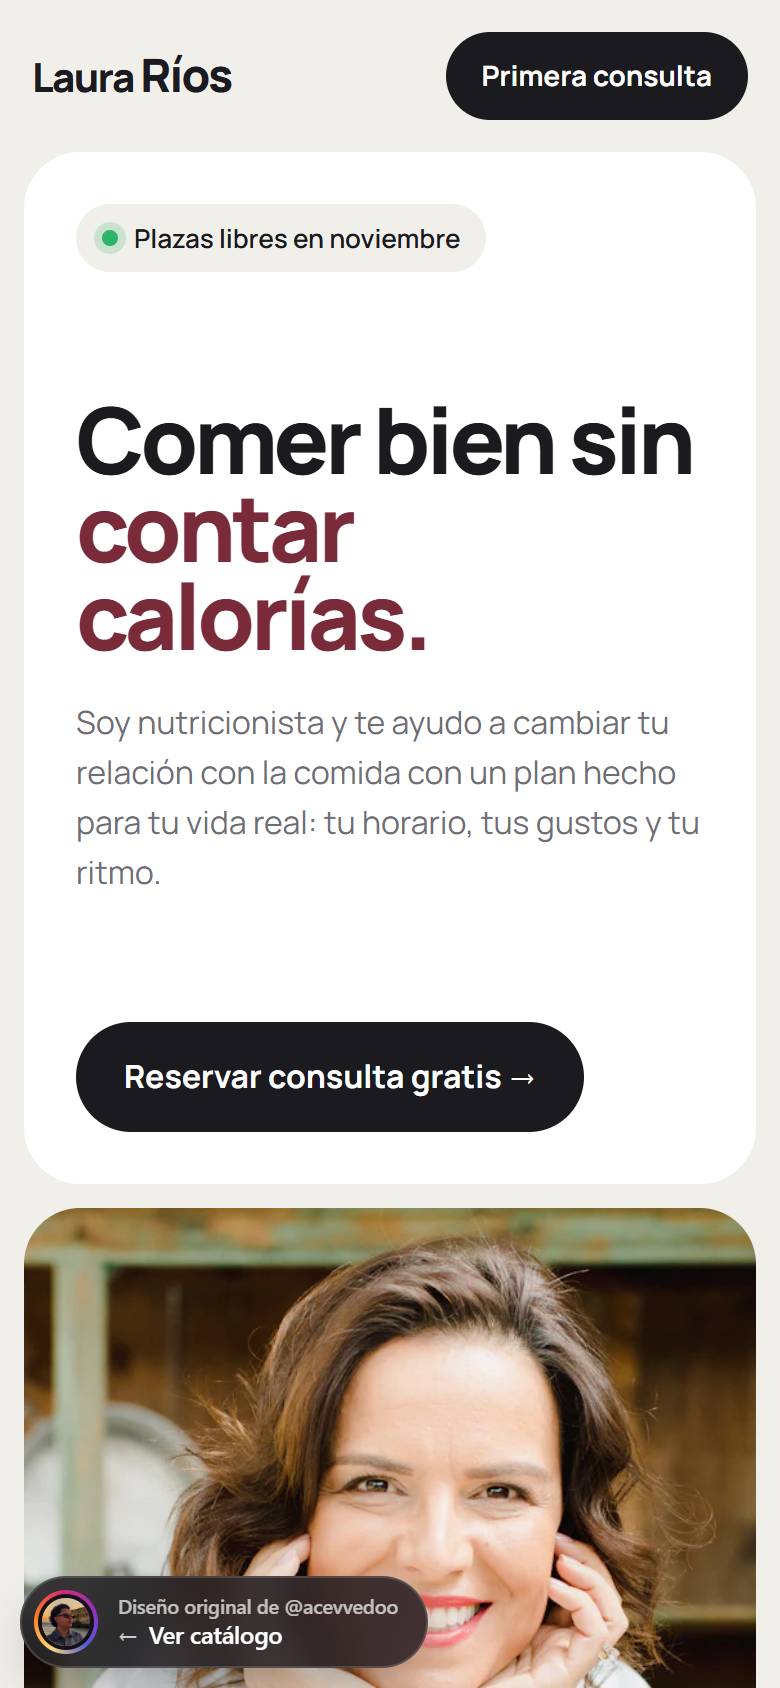 Laura Ríos
Primera consulta
Plazas libres en noviembre
Comer bien sin
contar
calorías.
Soy nutricionista y te ayudo a cambiar tu
relación con la comida con un plan hecho
para tu vida real: tu horario, tus gustos y tu
ritmo.
Reservar consulta gratis →
Diseño original de @acevvedoo
← Ver catálogo